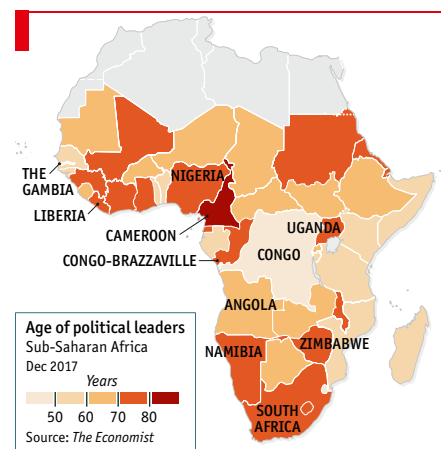 NIGERIA
THE
GAMBIA
LIBERIA
CAMEROON
UGANDA
CONGO-BRAZZAVILLE
CONGO
ANGOLA
NAMIBIA
ZIMBABWE
SOUTH
AFRICA
Age of political leaders
Sub-Saharan Africa
Dec 2017
Years
50 60 70 80
Source: The Economist